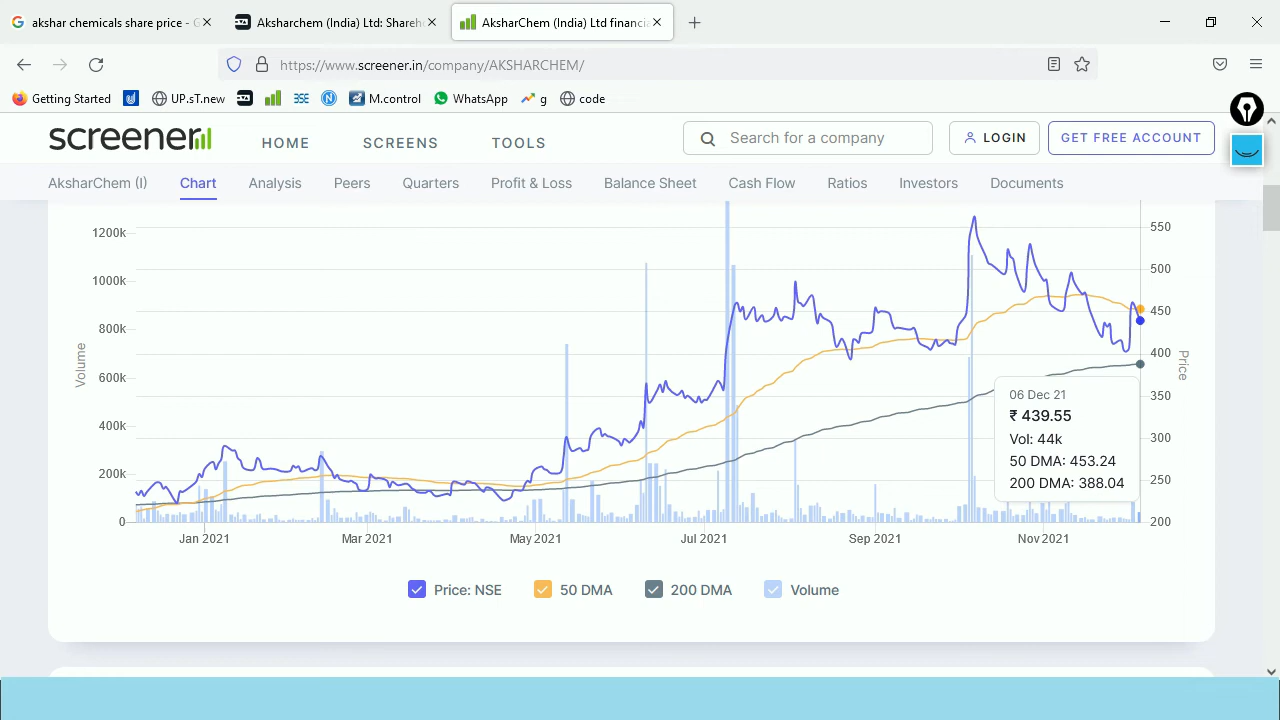 akshar chemicals share price - G
Aksharchem (India) Ltd: Shareh
AksharChem (India) Ltd financia
https://www.screener.in/company/AKSHARCHEM/
Getting Started
UP.sT.new
M.control
WhatsApp
g
code
screener
HOME
SCREENS
TOOLS
Search for a company
LOGIN
GET FREE ACCOUNT
AksharChem (I)
Chart
Analysis
Peers
Quarters
Profit & Loss
Balance Sheet
Cash Flow
Ratios
Investors
Documents
1200k
1000k
800k
600k
400k
200k
0
Volume
550
500
450
400
350
300
250
200
Price
06 Dec 21
₹ 439.55
Vol: 44k
50 DMA: 453.24
200 DMA: 388.04
Jan 2021
Mar 2021
May 2021
Jul 2021
Sep 2021
Nov 2021
Price: NSE
50 DMA
200 DMA
Volume